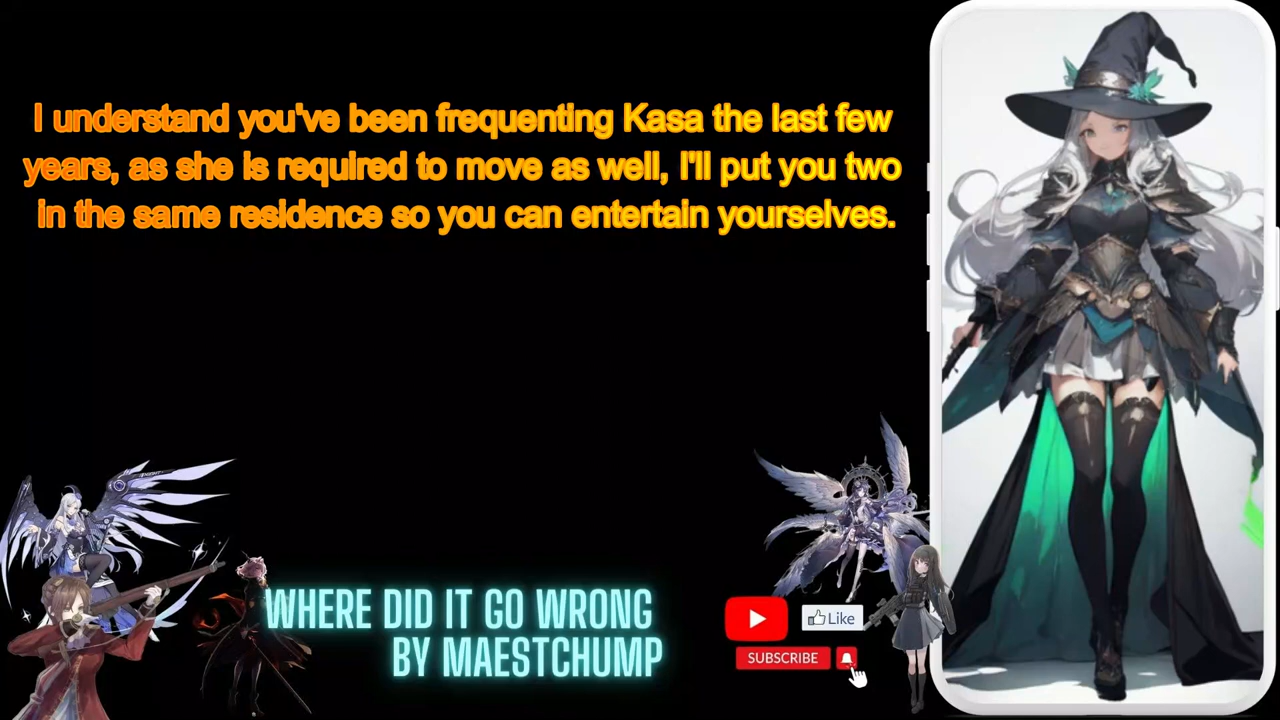 I understand you've been frequenting Kasa the last few
years, as she is required to move as well, I'll put you two
in the same residence so you can entertain yourselves.
WHERE DID IT GO WRONG
BY MAESTCHUMP
Like
SUBSCRIBE